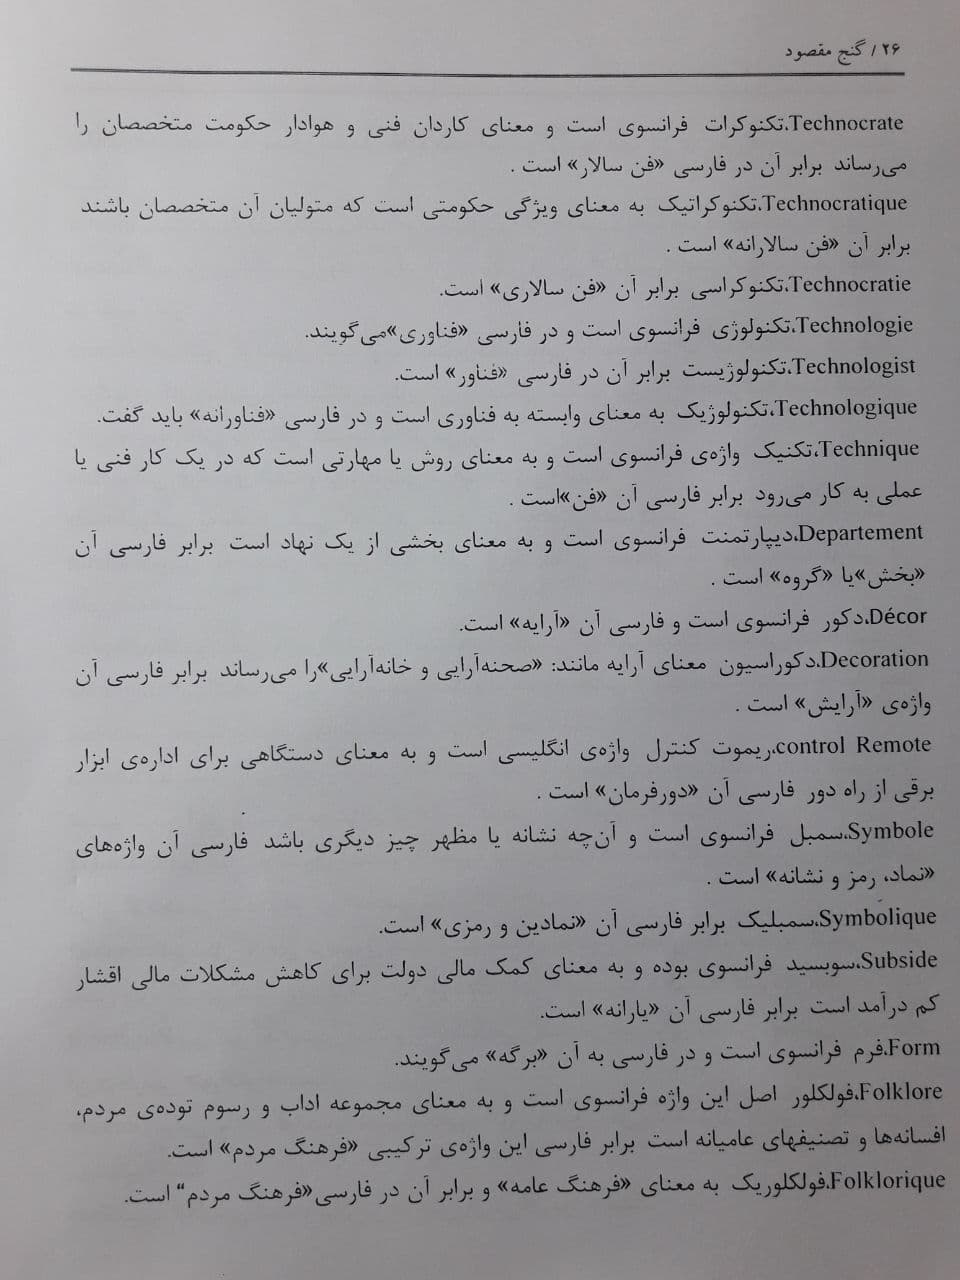 ۲۶ / گنج مقصود
Technocrate،تکنوکرات فرانسوی است و معنای کاردان فنی و هوادار حکومت متخصصان را
می‌رساند برابر آن در فارسی «فن سالار» است .
Technocratique،تکنوکراتیک به معنای ویژگی حکومتی است که متولیان آن متخصصان باشند
برابر آن «فن سالارانه» است .
Technocratie،تکنوکراسی برابر آن «فن سالاری» است.
Technologie،تکنولوژی فرانسوی است و در فارسی «فناوری»می‌گویند.
Technologist،تکنولوژیست برابر آن در فارسی «فناور» است.
Technologique،تکنولوژیک به معنای وابسته به فناوری است و در فارسی «فناورانه» باید گفت.
Technique،تکنیک واژه‌ی فرانسوی است و به معنای روش یا مهارتی است که در یک کار فنی یا
عملی به کار می‌رود برابر فارسی آن «فن»است .
Departement،دیپارتمنت فرانسوی است و به معنای بخشی از یک نهاد است برابر فارسی آن
«بخش»یا «گروه» است .
Décor،دکور فرانسوی است و فارسی آن «آرایه» است.
Decoration،دکوراسیون معنای آرایه مانند: «صحنه‌آرایی و خانه‌آرایی»را می‌رساند برابر فارسی آن
واژه‌ی «آرایش» است .
control Remote،ریموت کنترل واژه‌ی انگلیسی است و به معنای دستگاهی برای اداره‌ی ابزار
برقی از راه دور فارسی آن «دورفرمان» است .
Symbole،سمبل فرانسوی است و آن‌چه نشانه یا مظهر چیز دیگری باشد فارسی آن واژه‌های
«نماد، رمز و نشانه» است .
Symbolique،سمبلیک برابر فارسی آن «نمادین و رمزی» است.
Subside،سوبسید فرانسوی بوده و به معنای کمک مالی دولت برای کاهش مشکلات مالی اقشار
کم درآمد است برابر فارسی آن «یارانه» است.
Form،فرم فرانسوی است و در فارسی به آن «برگه» می‌گویند.
Folklore،فولکلور اصل این واژه فرانسوی است و به معنای مجموعه اداب و رسوم توده‌ی مردم،
افسانه‌ها و تصنیفهای عامیانه است برابر فارسی این واژه‌ی ترکیبی «فرهنگ مردم» است.
Folklorique،فولکلوریک به معنای «فرهنگ عامه» و برابر آن در فارسی«فرهنگ مردم“ است.